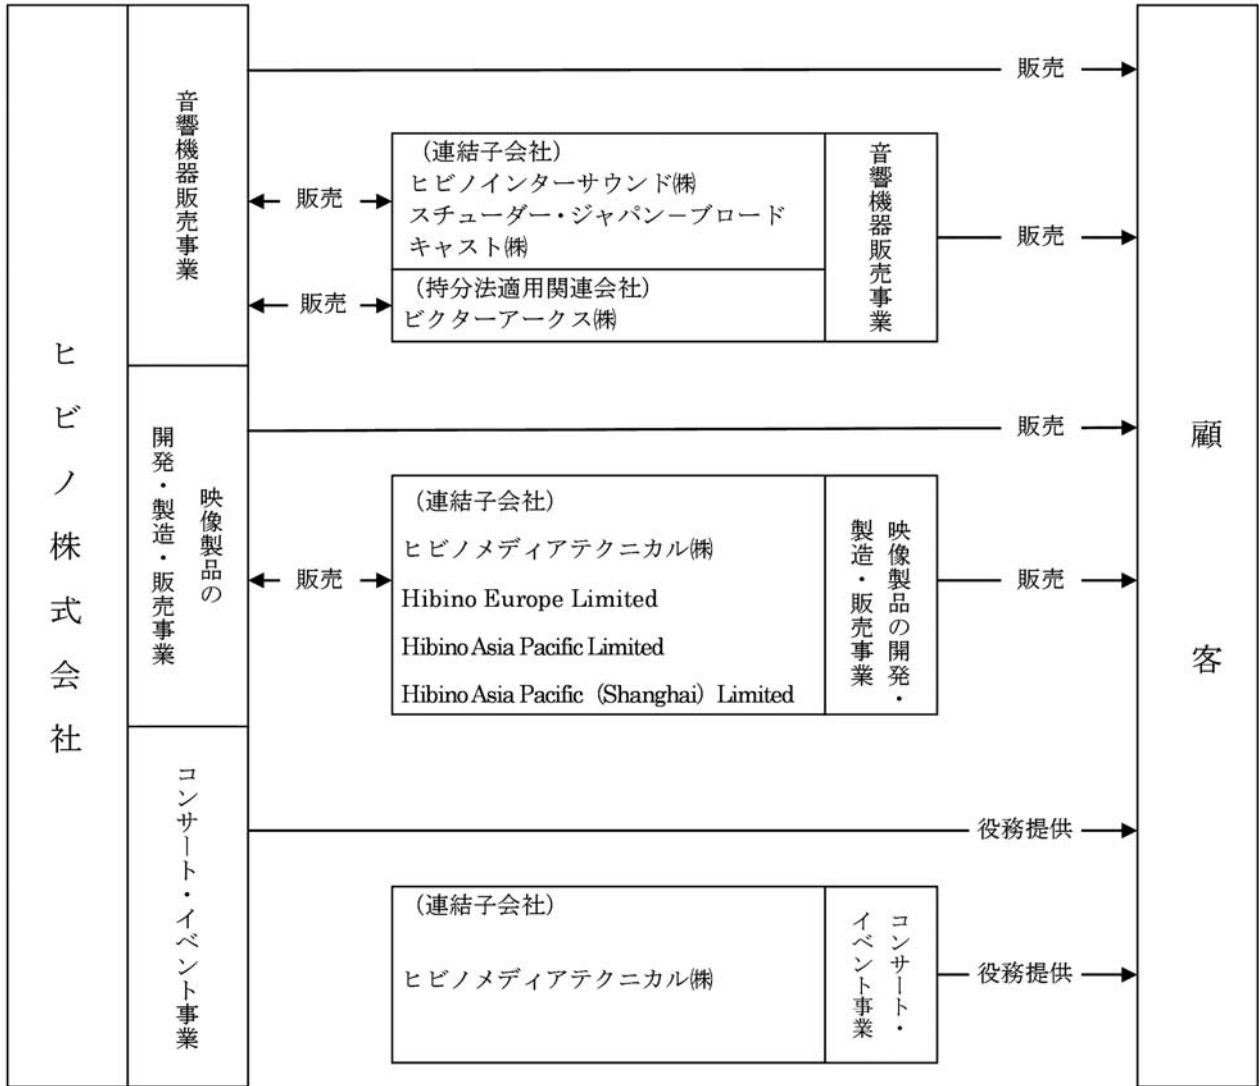 ヒビノ株式会社
音響機器販売事業
販売
販売
（連結子会社）
ヒビノインターサウンド㈱
スチューダー・ジャパン－ブロード
キャスト㈱
販売
（持分法適用関連会社）
ビクターアークス㈱
音響機器販売事業
販売
映像製品の
開発・製造・販売事業
販売
販売
（連結子会社）
ヒビノメディアテクニカル㈱
Hibino Europe Limited
Hibino Asia Pacific Limited
Hibino Asia Pacific（Shanghai）Limited
映像製品の開発・
製造・販売事業
販売
コンサート・イベント事業
役務提供
（連結子会社）
ヒビノメディアテクニカル㈱
コンサート・
イベント事業
役務提供
顧客